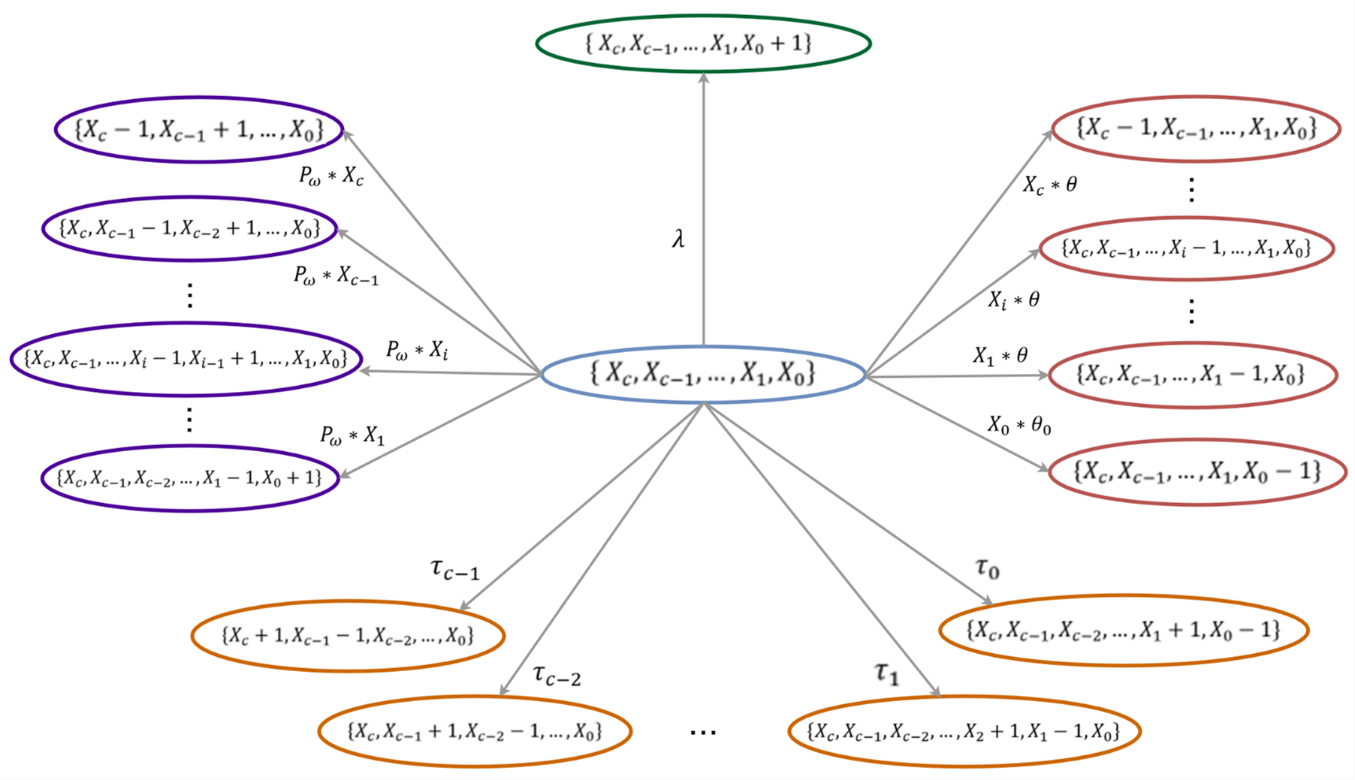 { X_c, X_{c−1}, …, X_1, X_0 + 1}
{X_c − 1, X_{c−1} + 1, …, X_0}
{X_c − 1, X_{c−1}, …, X_1, X_0}
P_ω * X_c
X_c * θ
⋮
{X_c, X_{c−1} − 1, X_{c−2} + 1, …, X_0}
λ
{X_c, X_{c−1}, …, X_i − 1, …, X_1, X_0}
P_ω * X_{c−1}
X_i * θ
⋮
⋮
{X_c, X_{c−1}, …, X_i − 1, X_{i−1} + 1, …, X_1, X_0}
P_ω * X_i
{ X_c, X_{c−1}, …, X_1, X_0}
X_1 * θ
{X_c, X_{c−1}, …, X_1 − 1, X_0}
⋮
P_ω * X_1
X_0 * θ_0
{X_c, X_{c−1}, X_{c−2}, …, X_1 − 1, X_0 + 1}
{X_c, X_{c−1}, …, X_1, X_0 − 1}
τ_{c−1}
τ_0
{X_c + 1, X_{c−1} − 1, X_{c−2}, …, X_0}
{X_c, X_{c−1}, X_{c−2}, …, X_1 + 1, X_0 − 1}
τ_{c−2}
τ_1
{X_c, X_{c−1} + 1, X_{c−2} − 1, …, X_0}
…
{X_c, X_{c−1}, X_{c−2}, …, X_2 + 1, X_1 − 1, X_0}